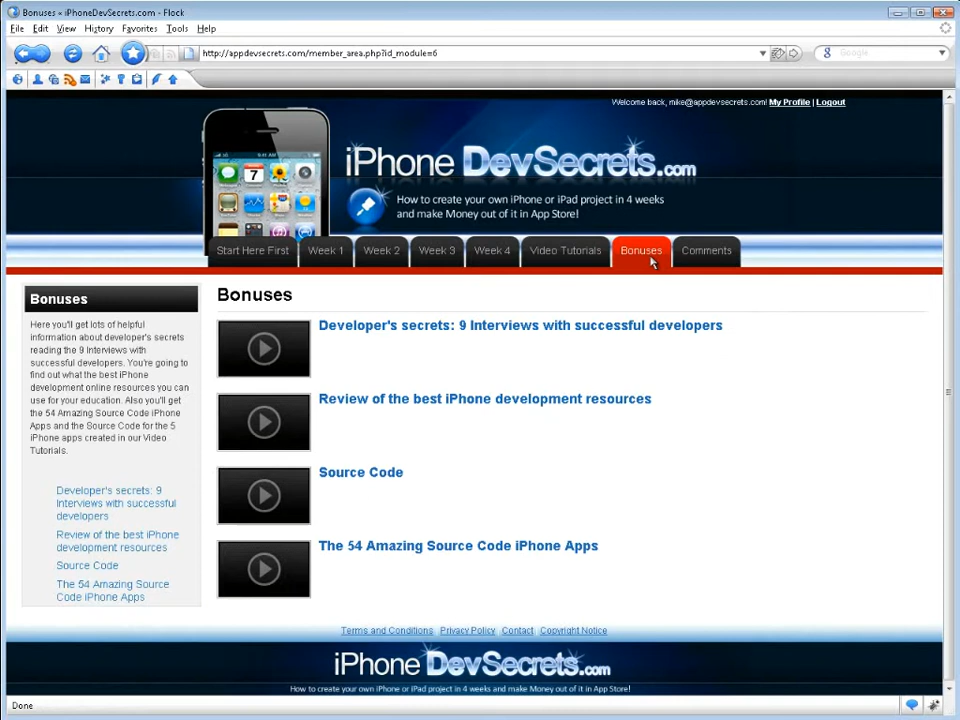 Bonuses « iPhoneDevSecrets.com - Flock
File Edit View History Favorites Tools Help
http://appdevsecrets.com/member_area.php?id_module=6
Google
Welcome back, mike@appdevsecrets.com! My Profile | Logout
iPhone DevSecrets.com
How to create your own iPhone or iPad project in 4 weeks
and make Money out of it in App Store!
Start Here First Week 1 Week 2 Week 3 Week 4 Video Tutorials Bonuses Comments
Bonuses
Here you'll get lots of helpful
information about developer's secrets
reading the 9 Interviews with
successful developers. You're going to
find out what the best iPhone
development online resources you can
use for your education. Also you'll get
the 54 Amazing Source Code iPhone
Apps and the Source Code for the 5
iPhone apps created in our Video
Tutorials.
Developer's secrets: 9
Interviews with successful
developers
Review of the best iPhone
development resources
Source Code
The 54 Amazing Source
Code iPhone Apps
Bonuses
Developer's secrets: 9 Interviews with successful developers
Review of the best iPhone development resources
Source Code
The 54 Amazing Source Code iPhone Apps
Terms and Conditions Privacy Policy Contact Copyright Notice
iPhone DevSecrets.com
How to create your own iPhone or iPad project in 4 weeks and make Money out of it in App Store!
Done